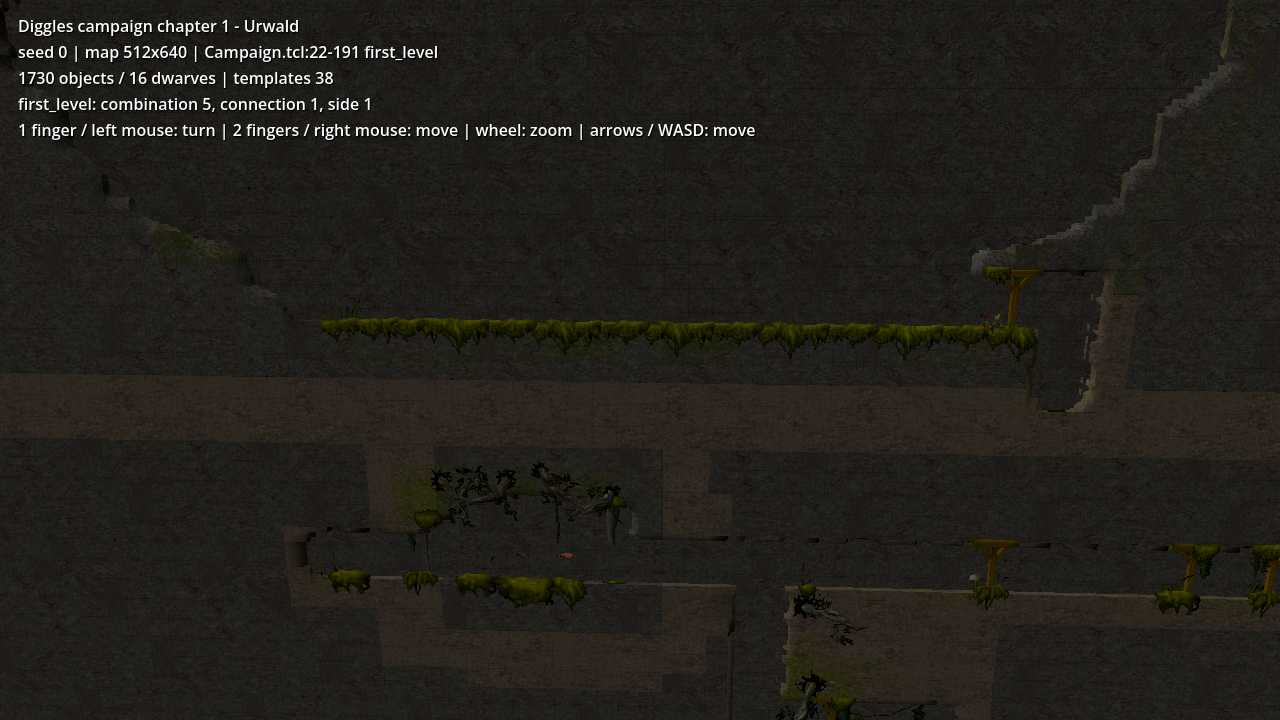 Diggles campaign chapter 1 - Urwald
seed 0 | map 512x640 | Campaign.tcl:22-191 first_level
1730 objects / 16 dwarves | templates 38
first_level: combination 5, connection 1, side 1
1 finger / left mouse: turn | 2 fingers / right mouse: move | wheel: zoom | arrows / WASD: move